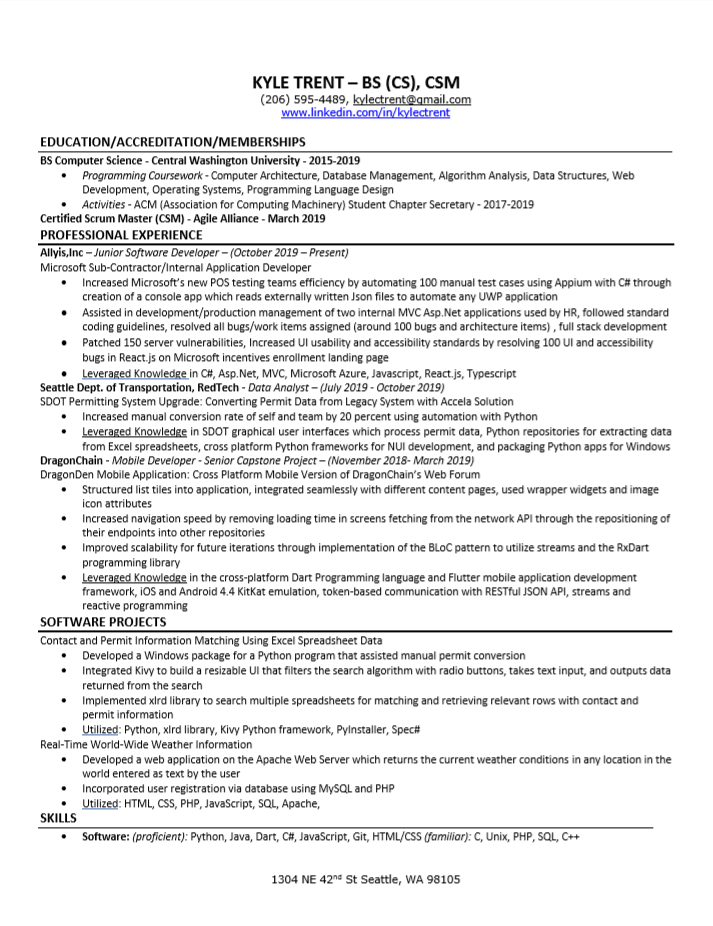 KYLE TRENT – BS (CS), CSM
(206) 595-4489, kylectrent@gmail.com
www.linkedin.com/in/kylectrent
EDUCATION/ACCREDITATION/MEMBERSHIPS
BS Computer Science - Central Washington University - 2015-2019
• Programming Coursework - Computer Architecture, Database Management, Algorithm Analysis, Data Structures, Web
Development, Operating Systems, Programming Language Design
• Activities - ACM (Association for Computing Machinery) Student Chapter Secretary - 2017-2019
Certified Scrum Master (CSM) - Agile Alliance - March 2019
PROFESSIONAL EXPERIENCE
Allyis,Inc – Junior Software Developer – (October 2019 – Present)
Microsoft Sub-Contractor/Internal Application Developer
• Increased Microsoft's new POS testing teams efficiency by automating 100 manual test cases using Appium with C# through
creation of a console app which reads externally written Json files to automate any UWP application
• Assisted in development/production management of two internal MVC Asp.Net applications used by HR, followed standard
coding guidelines, resolved all bugs/work items assigned (around 100 bugs and architecture items) , full stack development
• Patched 150 server vulnerabilities, Increased UI usability and accessibility standards by resolving 100 UI and accessibility
bugs in React.js on Microsoft incentives enrollment landing page
• Leveraged Knowledge in C#, Asp.Net, MVC, Microsoft Azure, Javascript, React.js, Typescript
Seattle Dept. of Transportation, RedTech - Data Analyst – (July 2019 - October 2019)
SDOT Permitting System Upgrade: Converting Permit Data from Legacy System with Accela Solution
• Increased manual conversion rate of self and team by 20 percent using automation with Python
• Leveraged Knowledge in SDOT graphical user interfaces which process permit data, Python repositories for extracting data
from Excel spreadsheets, cross platform Python frameworks for NUI development, and packaging Python apps for Windows
DragonChain - Mobile Developer - Senior Capstone Project – (November 2018- March 2019)
DragonDen Mobile Application: Cross Platform Mobile Version of DragonChain's Web Forum
• Structured list tiles into application, integrated seamlessly with different content pages, used wrapper widgets and image
icon attributes
• Increased navigation speed by removing loading time in screens fetching from the network API through the repositioning of
their endpoints into other repositories
• Improved scalability for future iterations through implementation of the BLoC pattern to utilize streams and the RxDart
programming library
• Leveraged Knowledge in the cross-platform Dart Programming language and Flutter mobile application development
framework, iOS and Android 4.4 KitKat emulation, token-based communication with RESTful JSON API, streams and
reactive programming
SOFTWARE PROJECTS
Contact and Permit Information Matching Using Excel Spreadsheet Data
• Developed a Windows package for a Python program that assisted manual permit conversion
• Integrated Kivy to build a resizable UI that filters the search algorithm with radio buttons, takes text input, and outputs data
returned from the search
• Implemented xlrd library to search multiple spreadsheets for matching and retrieving relevant rows with contact and
permit information
• Utilized: Python, xlrd library, Kivy Python framework, PyInstaller, Spec#
Real-Time World-Wide Weather Information
• Developed a web application on the Apache Web Server which returns the current weather conditions in any location in the
world entered as text by the user
• Incorporated user registration via database using MySQL and PHP
• Utilized: HTML, CSS, PHP, JavaScript, SQL, Apache,
SKILLS
• Software: (proficient): Python, Java, Dart, C#, JavaScript, Git, HTML/CSS (familiar): C, Unix, PHP, SQL, C++
1304 NE 42nd St Seattle, WA 98105